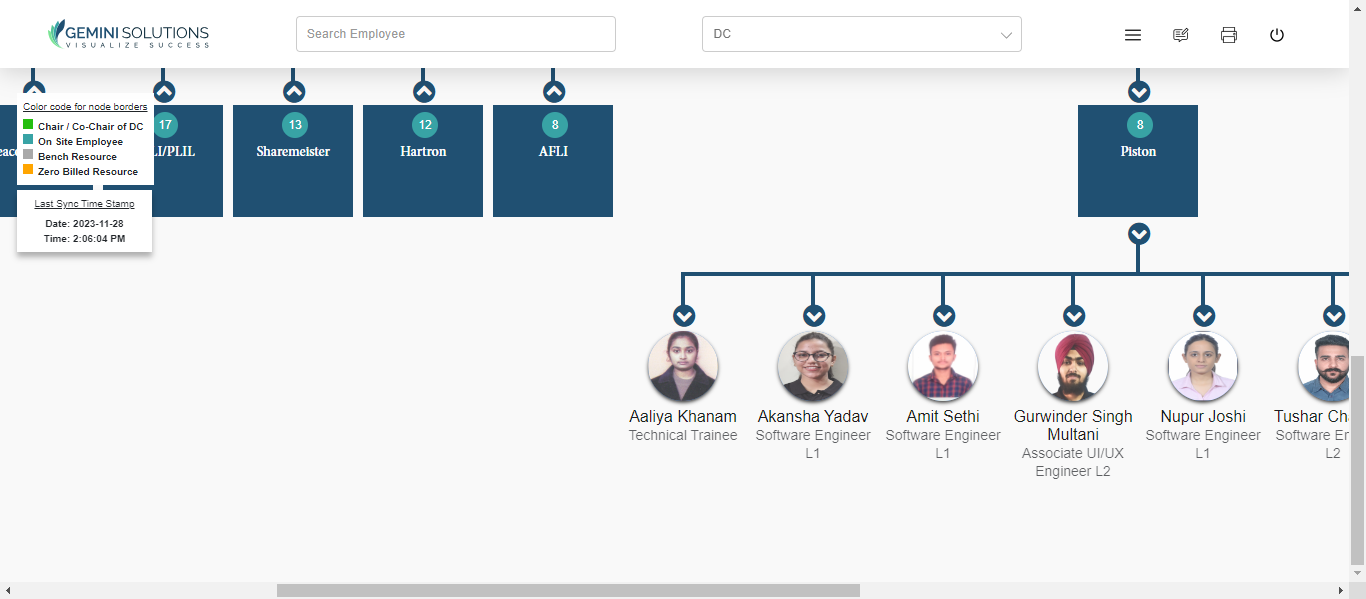 GEMINI SOLUTIONS
VISUALIZE SUCCESS
Search Employee
DC
Color code for node borders
Chair / Co-Chair of DC
On Site Employee
Bench Resource
Zero Billed Resource
Last Sync Time Stamp
Date: 2023-11-28
Time: 2:06:04 PM
17
LI/PLIL
13
Sharemeister
12
Hartron
8
AFLI
8
Piston
Aaliya Khanam
Technical Trainee
Akansha Yadav
Software Engineer
L1
Amit Sethi
Software Engineer
L1
Gurwinder Singh
Multani
Associate UI/UX
Engineer L2
Nupur Joshi
Software Engineer
L1
Tushar
Software
L2